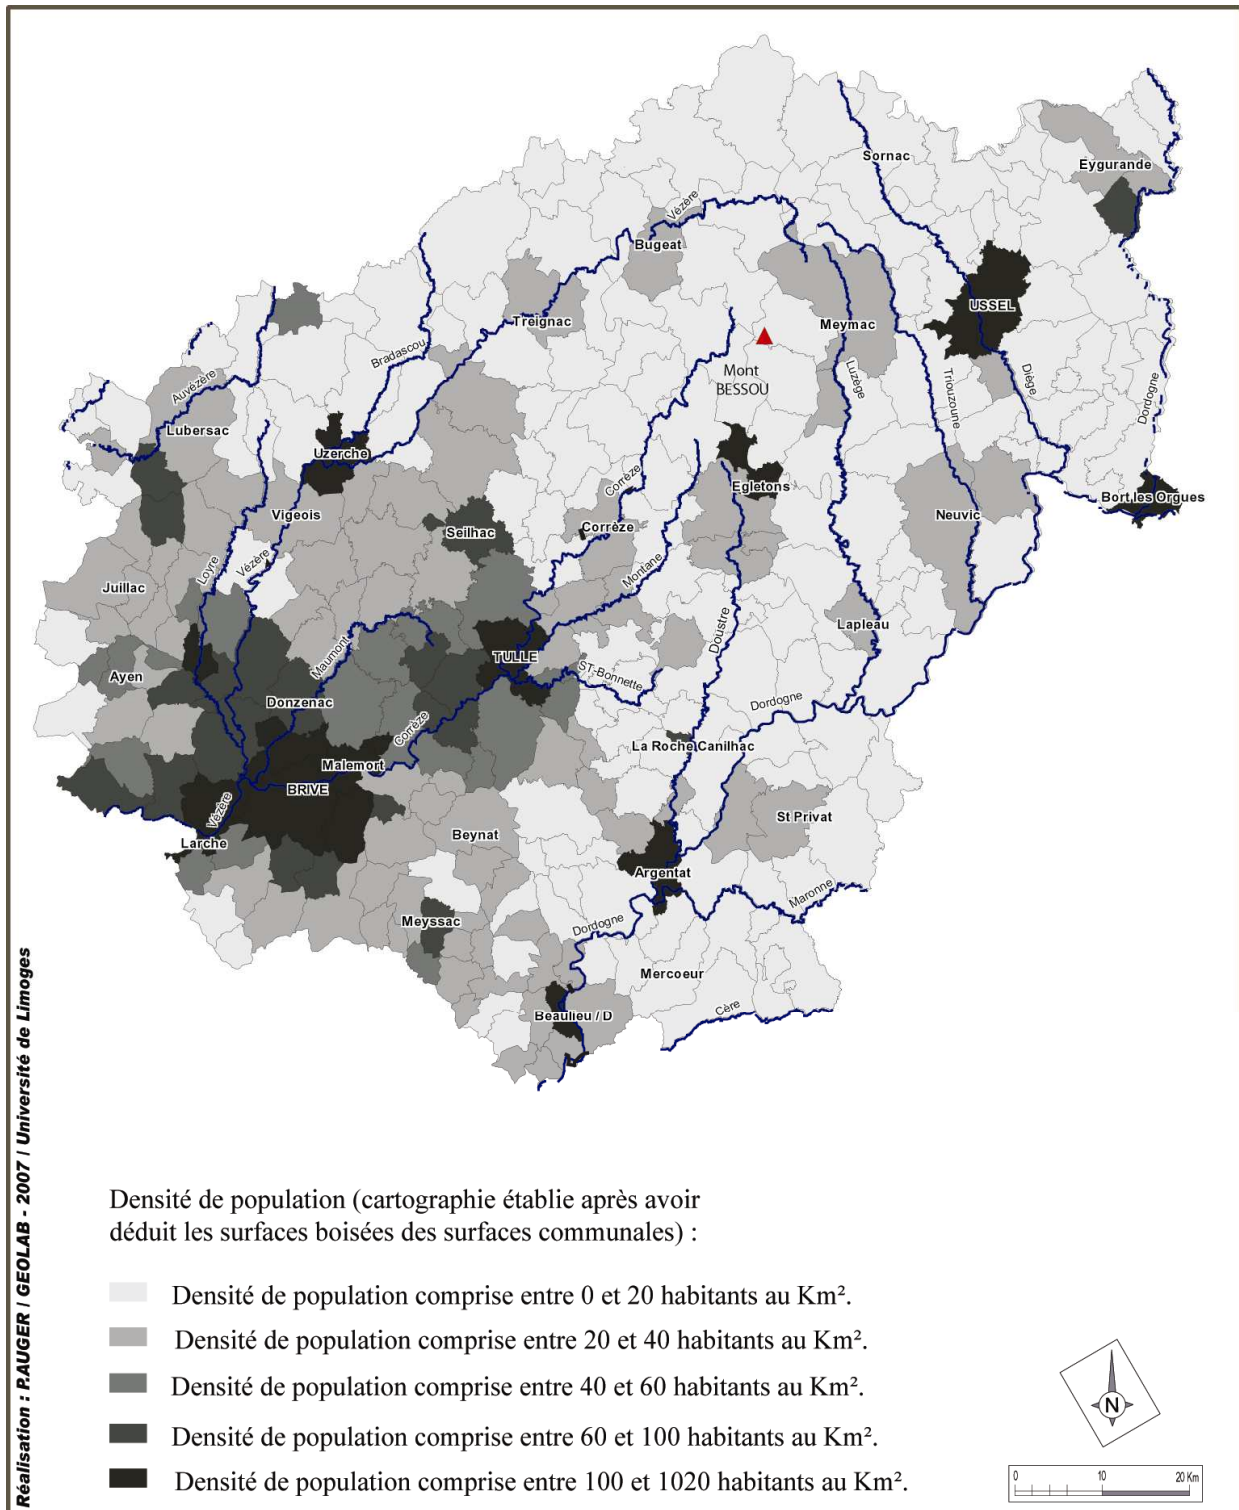 Sornac
Eygurande
Vézère
Bugeat
USSEL
Treignac
Meymac
Bradascou
Mont
BESSOU
Luzège
Triouzoune
Diège
Dordogne
Auvézère
Lubersac
Uzerche
Corrèze
Egletons
Bort les Orgues
Vigeois
Seilhac
Corrèze
Neuvic
Loyre
Vézère
Montane
Juillac
Doustre
Lapleau
Maumont
TULLE
ST-Bonnette
Ayen
Donzenac
Dordogne
Corrèze
La Roche Canilhac
Malemort
BRIVE
Vézère
St Privat
Larche
Beynat
Argentat
Maronne
Meyssac
Dordogne
Mercoeur
Cère
Beaulieu / D
Réalisation : P.AUGER / GEOLAB - 2007 / Université de Limoges
Densité de population (cartographie établie après avoir
déduit les surfaces boisées des surfaces communales) :
Densité de population comprise entre 0 et 20 habitants au Km².
Densité de population comprise entre 20 et 40 habitants au Km².
Densité de population comprise entre 40 et 60 habitants au Km².
Densité de population comprise entre 60 et 100 habitants au Km².
Densité de population comprise entre 100 et 1020 habitants au Km².
N
0 10 20 Km